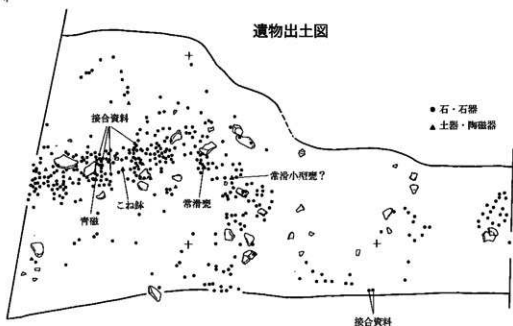 遺物出土図
接合資料
● 石・石器
▲ 土器・陶磁器
常滑小型甕？
青磁
こね鉢
常滑甕
接合資料